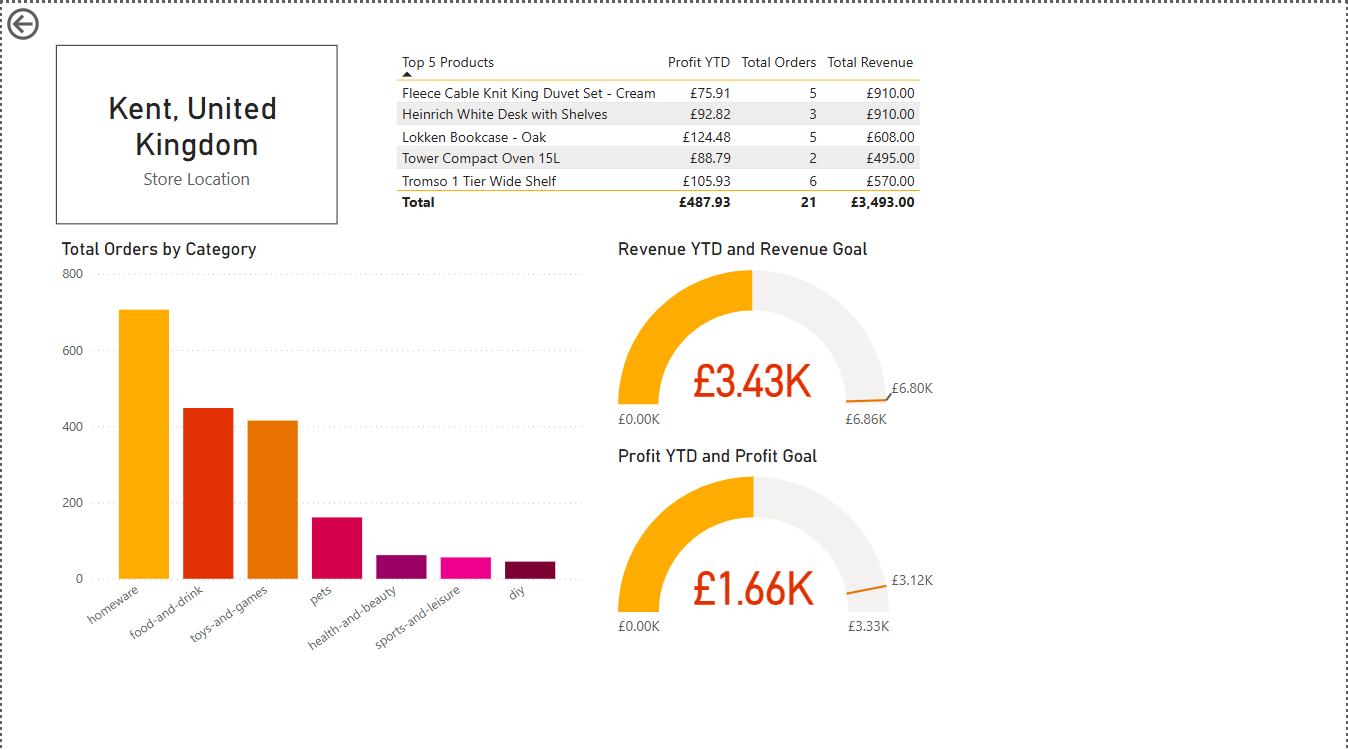 Kent, United
Kingdom
Store Location
Top 5 Products Profit YTD Total Orders Total Revenue
Fleece Cable Knit King Duvet Set - Cream £75.91 5 £910.00
Heinrich White Desk with Shelves £92.82 3 £910.00
Lokken Bookcase - Oak £124.48 5 £608.00
Tower Compact Oven 15L £88.79 2 £495.00
Tromso 1 Tier Wide Shelf £105.93 6 £570.00
Total £487.93 21 £3,493.00
Total Orders by Category
800
600
400
200
0
homeware
food-and-drink
toys-and-games
pets
health-and-beauty
sports-and-leisure
diy
Revenue YTD and Revenue Goal
£3.43K
£6.80K
£0.00K
£6.86K
Profit YTD and Profit Goal
£3.12K
£1.66K
£0.00K
£3.33K